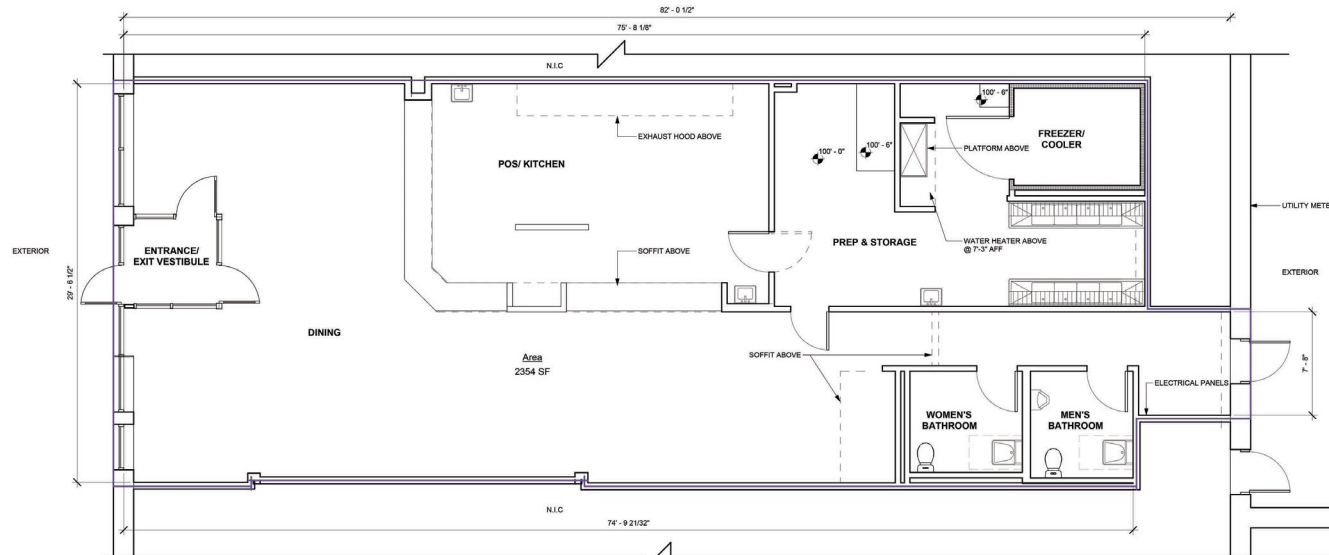 82' - 0 1/2"
75' - 8 1/8"
N.I.C
100' - 6"
EXHAUST HOOD ABOVE
FREEZER/
COOLER
100' - 0"
100' - 6"
PLATFORM ABOVE
POS/ KITCHEN
UTILITY METE
EXTERIOR
ENTRANCE/
EXIT VESTIBULE
SOFFIT ABOVE
PREP & STORAGE
WATER HEATER ABOVE
@ 7'-3" AFF
EXTERIOR
29' - 6 1/2"
DINING
Area
2354 SF
SOFFIT ABOVE
7' - 8"
ELECTRICAL PANELS
WOMEN'S
BATHROOM
MEN'S
BATHROOM
N.I.C
74' - 9 21/32"